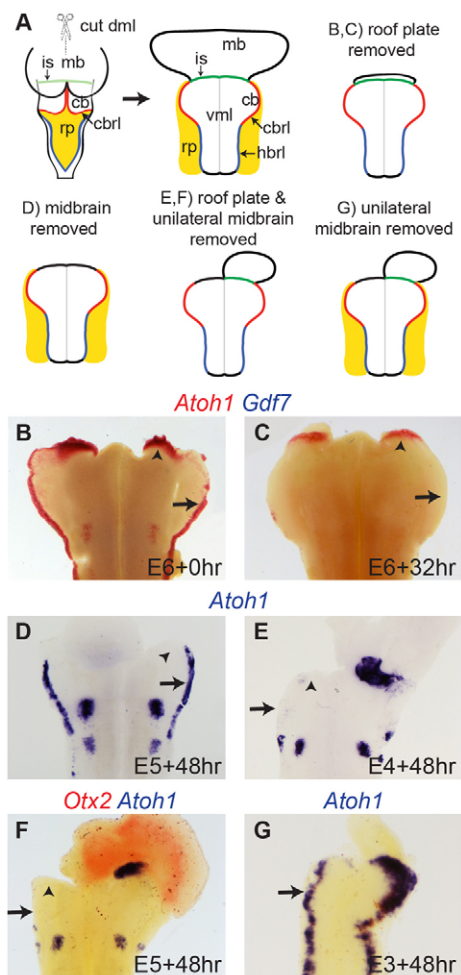 A
cut dml
is mb
mb
is
cb
cb
vml
cbrl
rp
cbrl
rp
hbrl
B,C) roof plate
removed
D) midbrain
removed
E,F) roof plate &
unilateral midbrain
removed
G) unilateral
midbrain removed
Atoh1 Gdf7
B
E6+0hr
C
E6+32hr
Atoh1
D
E5+48hr
E
E4+48hr
Otx2 Atoh1
Atoh1
F
E5+48hr
G
E3+48hr